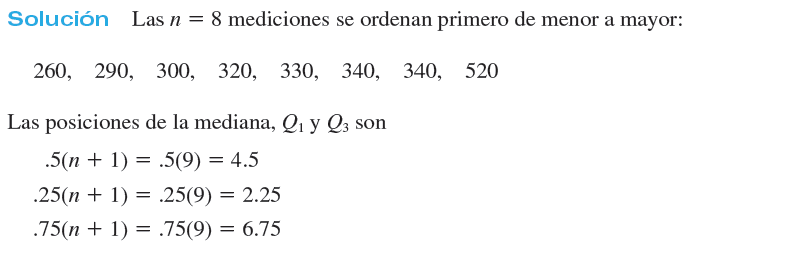 Solución Las n = 8 mediciones se ordenan primero de menor a mayor:
260, 290, 300, 320, 330, 340, 340, 520
Las posiciones de la mediana, Q₁ y Q₃ son
.5(n + 1) = .5(9) = 4.5
.25(n + 1) = .25(9) = 2.25
.75(n + 1) = .75(9) = 6.75